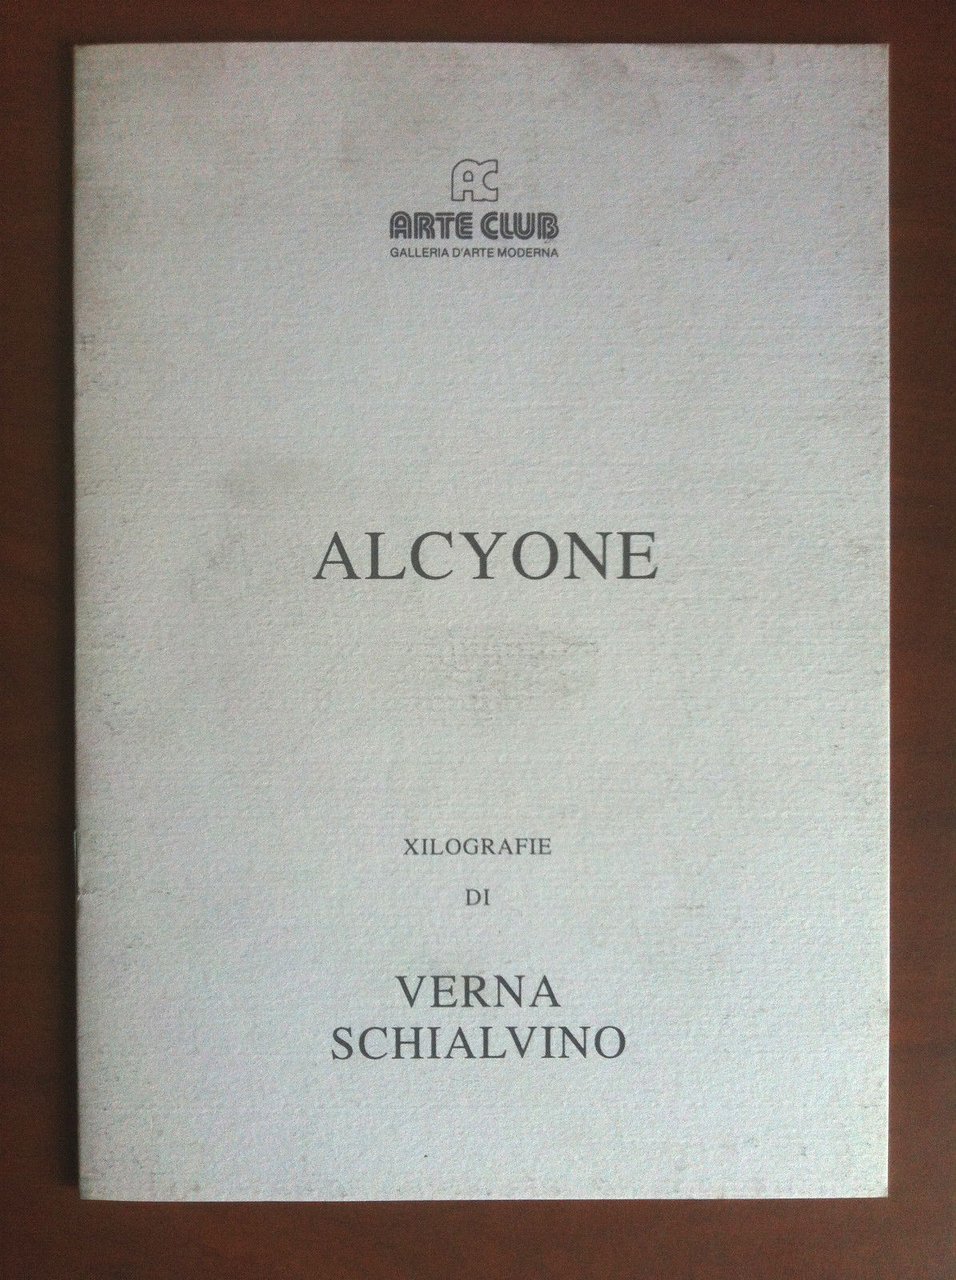 AC
ARTE CLUB
GALLERIA D'ARTE MODERNA
ALCYONE
XILOGRAFIE
DI
VERNA
SCHIALVINO